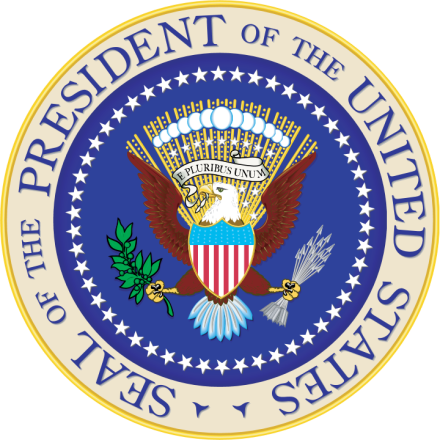 SEAL OF THE PRESIDENT OF THE UNITED STATES
E PLURIBUS UNUM